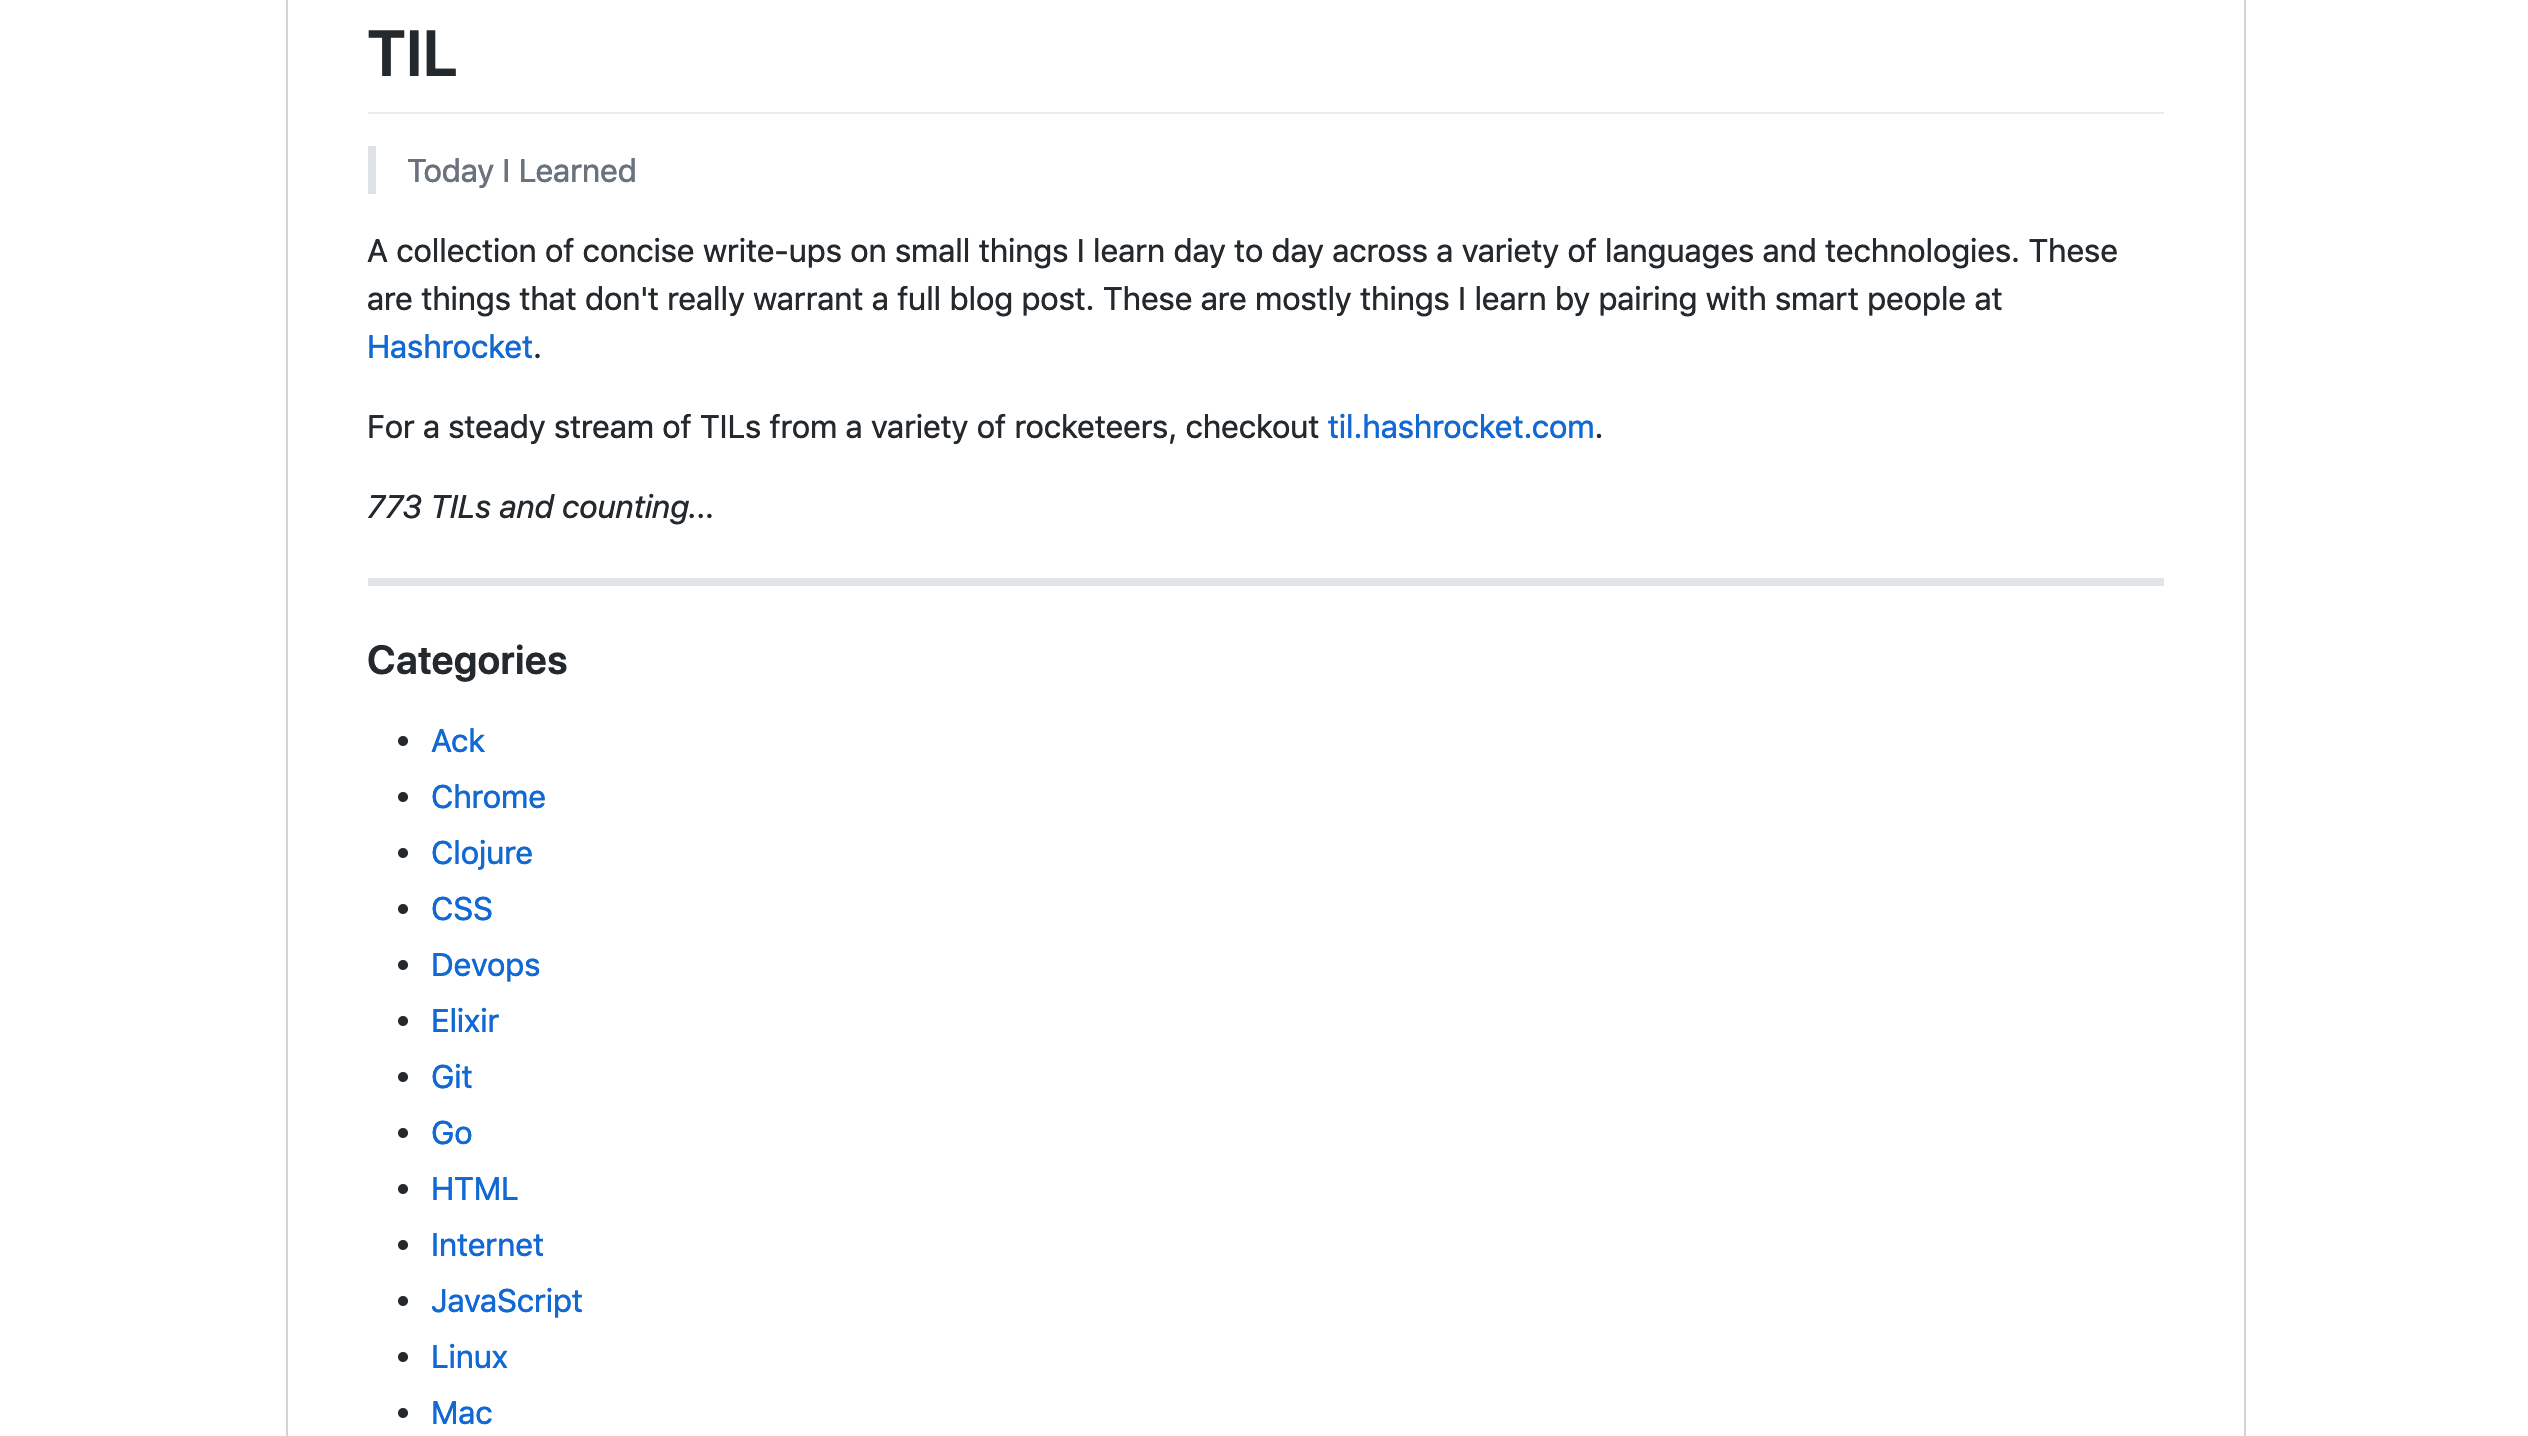 TIL
Today I Learned
A collection of concise write-ups on small things I learn day to day across a variety of languages and technologies. These
are things that don't really warrant a full blog post. These are mostly things I learn by pairing with smart people at
Hashrocket.
For a steady stream of TILs from a variety of rocketeers, checkout til.hashrocket.com.
773 TILs and counting...
Categories
Ack
Chrome
Clojure
CSS
Devops
Elixir
Git
Go
HTML
Internet
JavaScript
Linux
Mac